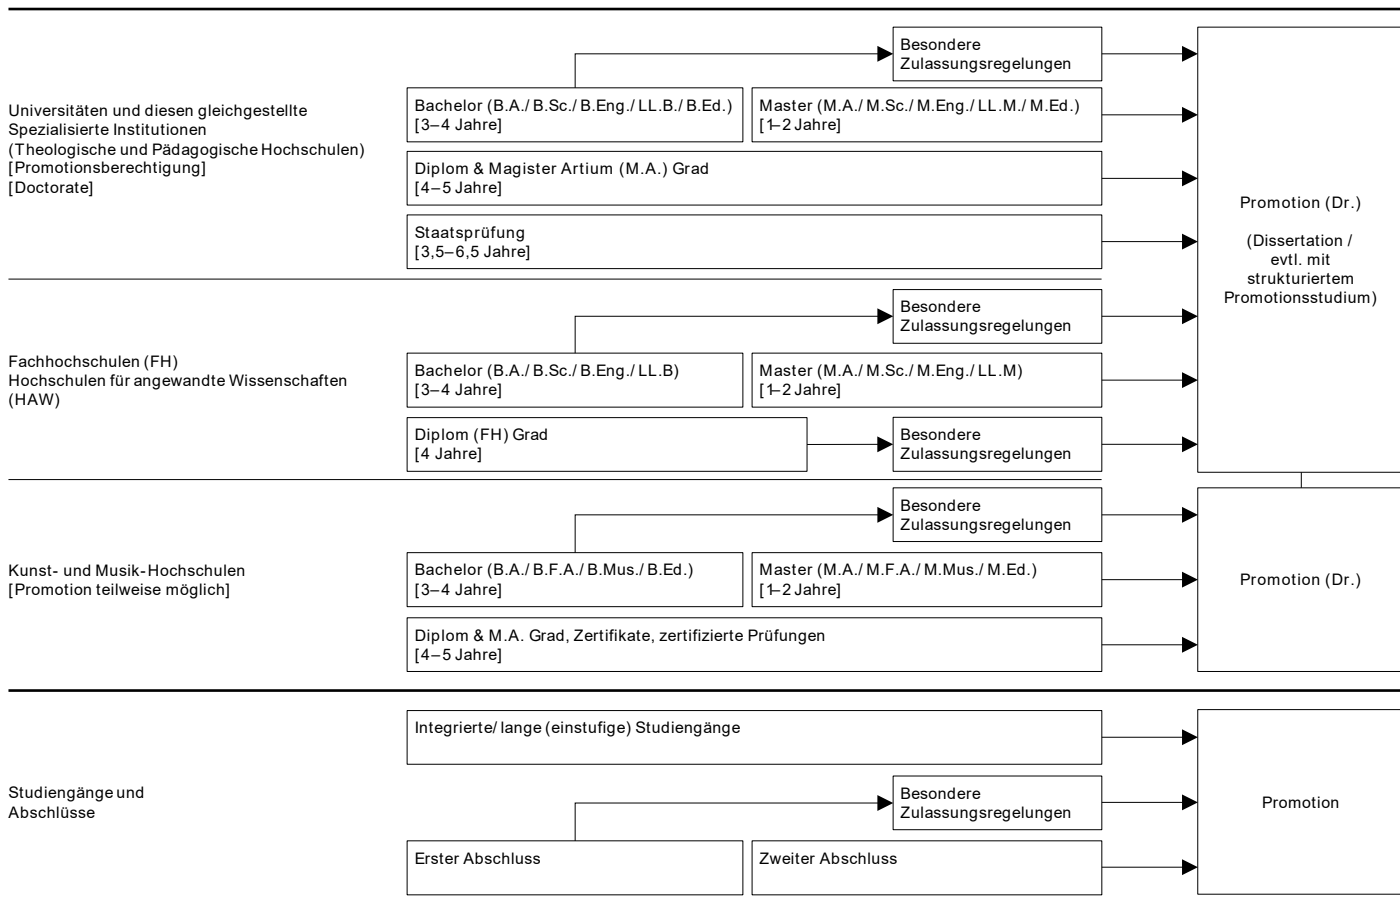 Universitäten und diesen gleichgestellte
Spezialisierte Institutionen
(Theologische und Pädagogische Hochschulen)
[Promotionsberechtigung]
[Doctorate]
Besondere
Zulassungsregelungen
Bachelor (B.A./ B.Sc./ B.Eng./ LL.B./ B.Ed.)
[3–4 Jahre]
Master (M.A./ M.Sc./ M.Eng./ LL.M./ M.Ed.)
[1–2 Jahre]
Diplom & Magister Artium (M.A.) Grad
[4–5 Jahre]
Staatsprüfung
[3,5–6,5 Jahre]
Promotion (Dr.)
(Dissertation /
evtl. mit
strukturiertem
Promotionsstudium)
Fachhochschulen (FH)
Hochschulen für angewandte Wissenschaften
(HAW)
Besondere
Zulassungsregelungen
Bachelor (B.A./ B.Sc./ B.Eng./ LL.B)
[3–4 Jahre]
Master (M.A./ M.Sc./ M.Eng./ LL.M)
[1–2 Jahre]
Diplom (FH) Grad
[4 Jahre]
Besondere
Zulassungsregelungen
Kunst- und Musik-Hochschulen
[Promotion teilweise möglich]
Besondere
Zulassungsregelungen
Bachelor (B.A./ B.F.A./ B.Mus./ B.Ed.)
[3–4 Jahre]
Master (M.A./ M.F.A./ M.Mus./ M.Ed.)
[1–2 Jahre]
Diplom & M.A. Grad, Zertifikate, zertifizierte Prüfungen
[4–5 Jahre]
Promotion (Dr.)
Studiengänge und
Abschlüsse
Integrierte/ lange (einstufige) Studiengänge
Besondere
Zulassungsregelungen
Erster Abschluss
Zweiter Abschluss
Promotion